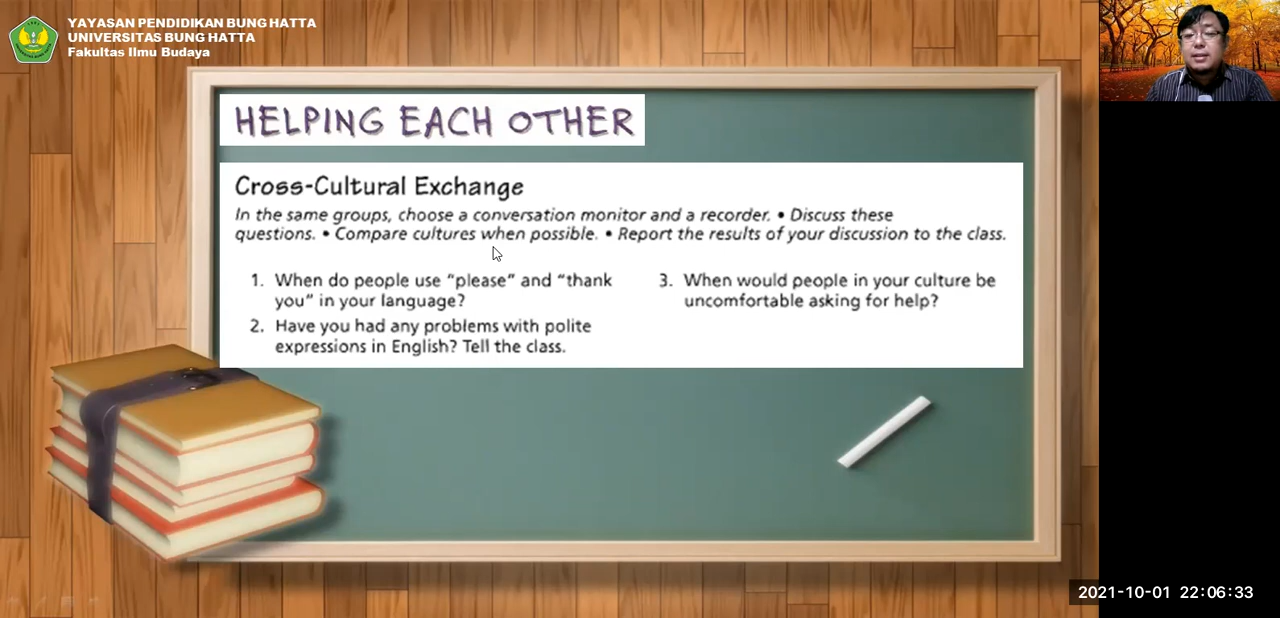 YAYASAN PENDIDIKAN BUNG HATTA
UNIVERSITAS BUNG HATTA
Fakultas Ilmu Budaya
HELPING EACH OTHER
Cross-Cultural Exchange
In the same groups, choose a conversation monitor and a recorder. • Discuss these
questions. • Compare cultures when possible. • Report the results of your discussion to the class.
1. When do people use “please” and “thank
you” in your language?
2. Have you had any problems with polite
expressions in English? Tell the class.
3. When would people in your culture be
uncomfortable asking for help?
2021-10-01 22:06:33